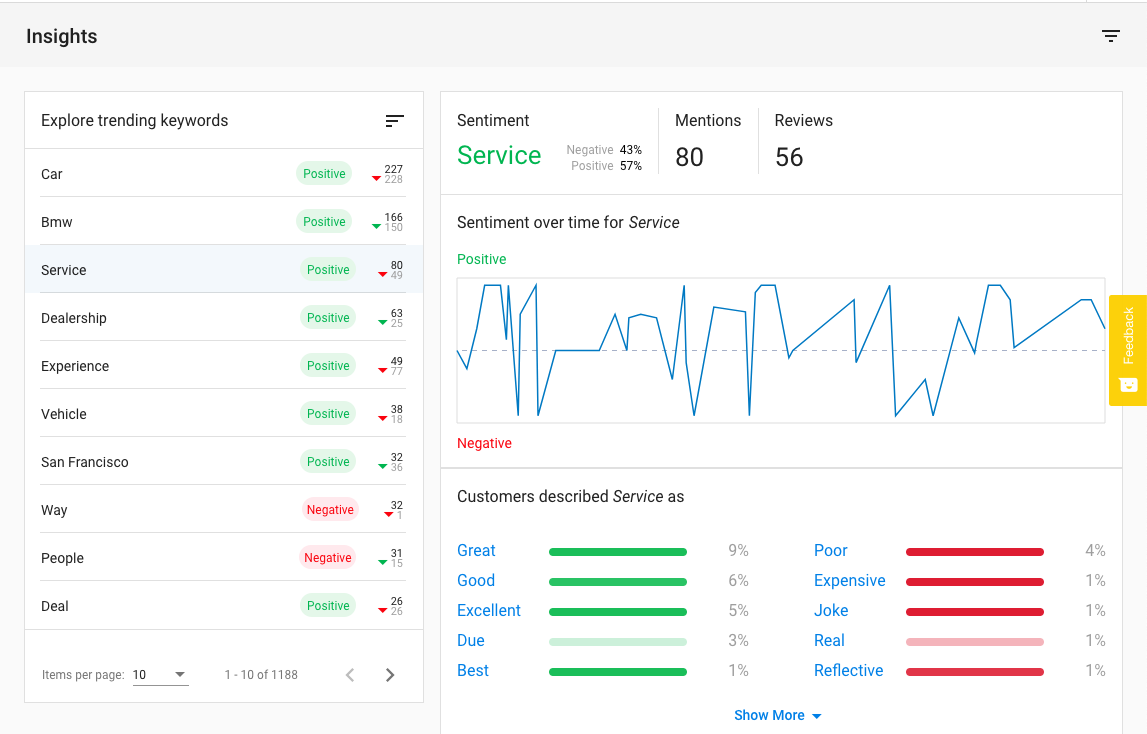 Insights
Explore trending keywords
Car Positive 227
228
Bmw Positive 166
150
Service Positive 80
49
Dealership Positive 63
25
Experience Positive 49
77
Vehicle Positive 38
18
San Francisco Positive 32
36
Way Negative 32
1
People Negative 31
15
Deal Positive 26
26
Items per page: 10 1 - 10 of 1188
Sentiment Mentions Reviews
Service Negative 43% 80 56
Positive 57%
Sentiment over time for Service
Positive
Negative
Customers described Service as
Great 9% Poor 4%
Good 6% Expensive 1%
Excellent 5% Joke 1%
Due 3% Real 1%
Best 1% Reflective 1%
Show More
Feedback